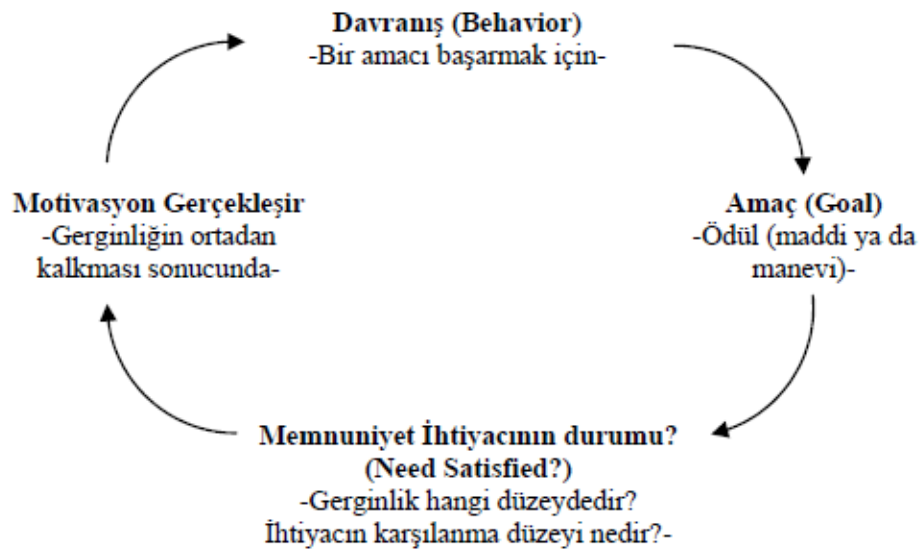 Davranış (Behavior)
-Bir amacı başarmak için-
Motivasyon Gerçekleşir
-Gerginliğin ortadan
kalkması sonucunda-
Amaç (Goal)
-Ödül (maddi ya da
manevi)-
Memnuniyet İhtiyacının durumu?
(Need Satisfied?)
-Gerginlik hangi düzeydedir?
İhtiyacın karşılanma düzeyi nedir?-